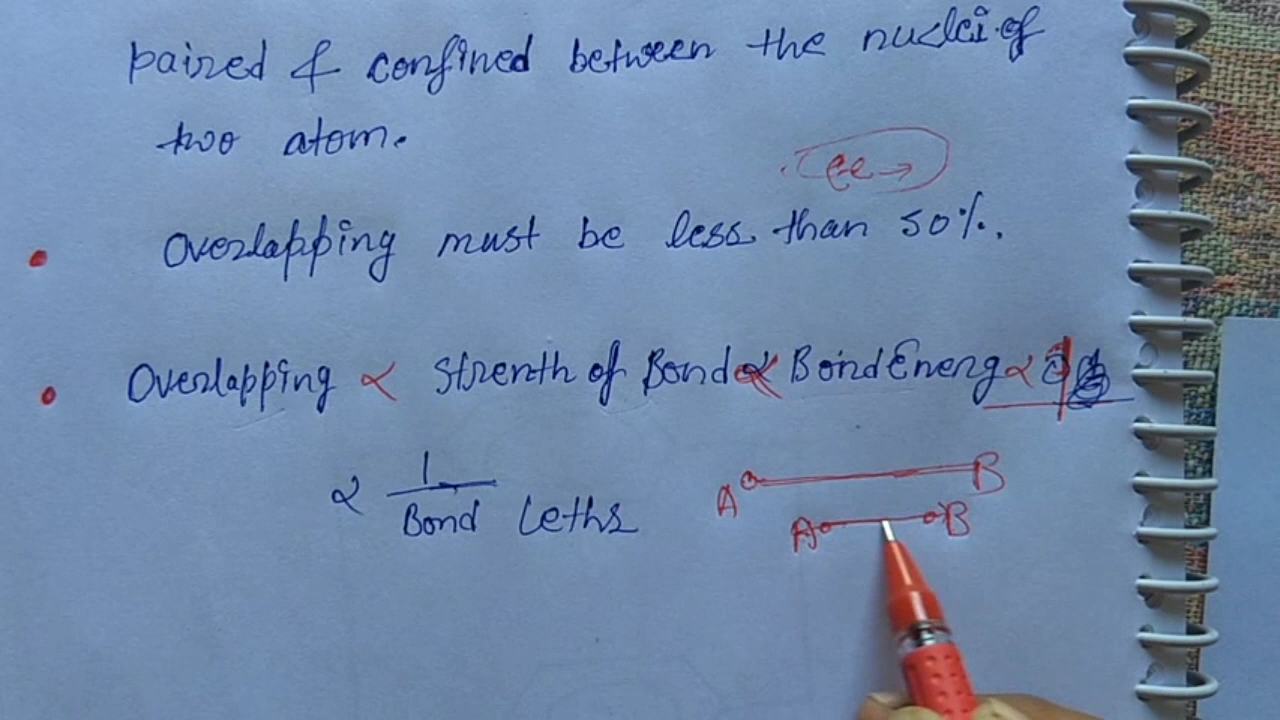 paired & confined between the nuclei of
two atom.
Overlapping must be less than 50%.
Overlapping ∝ Strenth of Bond ∝ Bond Energ ∝
∝ 1/Bond Leths
A B
A B